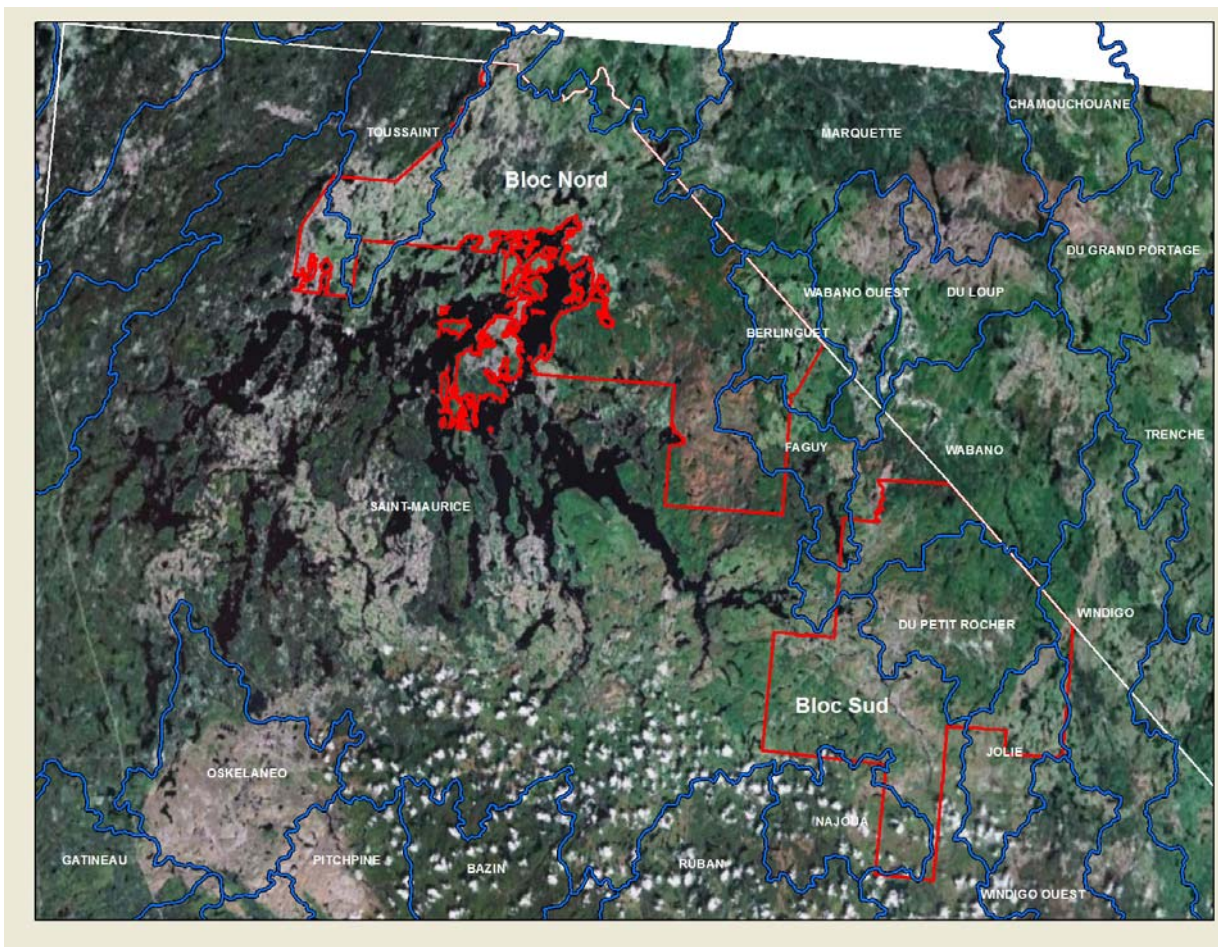 CHAMOUCHOUANE
TOUSSAINT
MARQUETTE
Bloc Nord
DU GRAND PORTAGE
WABANO OUEST
DU LOUP
BERLINGUET
TRENCHE
FAGUY
WABANO
SAINT-MAURICE
WINDIGO
DU PETIT ROCHER
Bloc Sud
JOLIE
OSKELANEO
NAJOUA
GATINEAU
PITCHPINE
BAZIN
RUBAN
WINDIGO OUEST